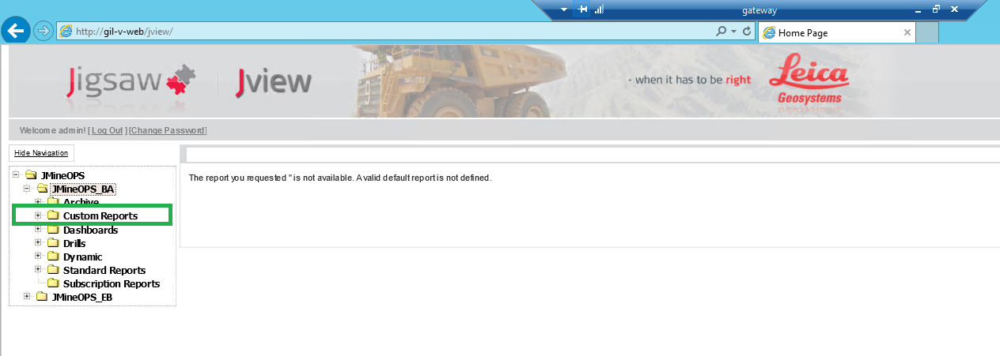 gateway
http://gil-v-web/jview/
Home Page
Jigsaw
Jview
- when it has to be right
Leica
Geosystems
Welcome admin! [ Log Out ] [Change Password]
Hide Navigation
JMineOPS
JMineOPS_BA
Archive
Custom Reports
Dashboards
Drills
Dynamic
Standard Reports
Subscription Reports
JMineOPS_EB
The report you requested '' is not available. A valid default report is not defined.